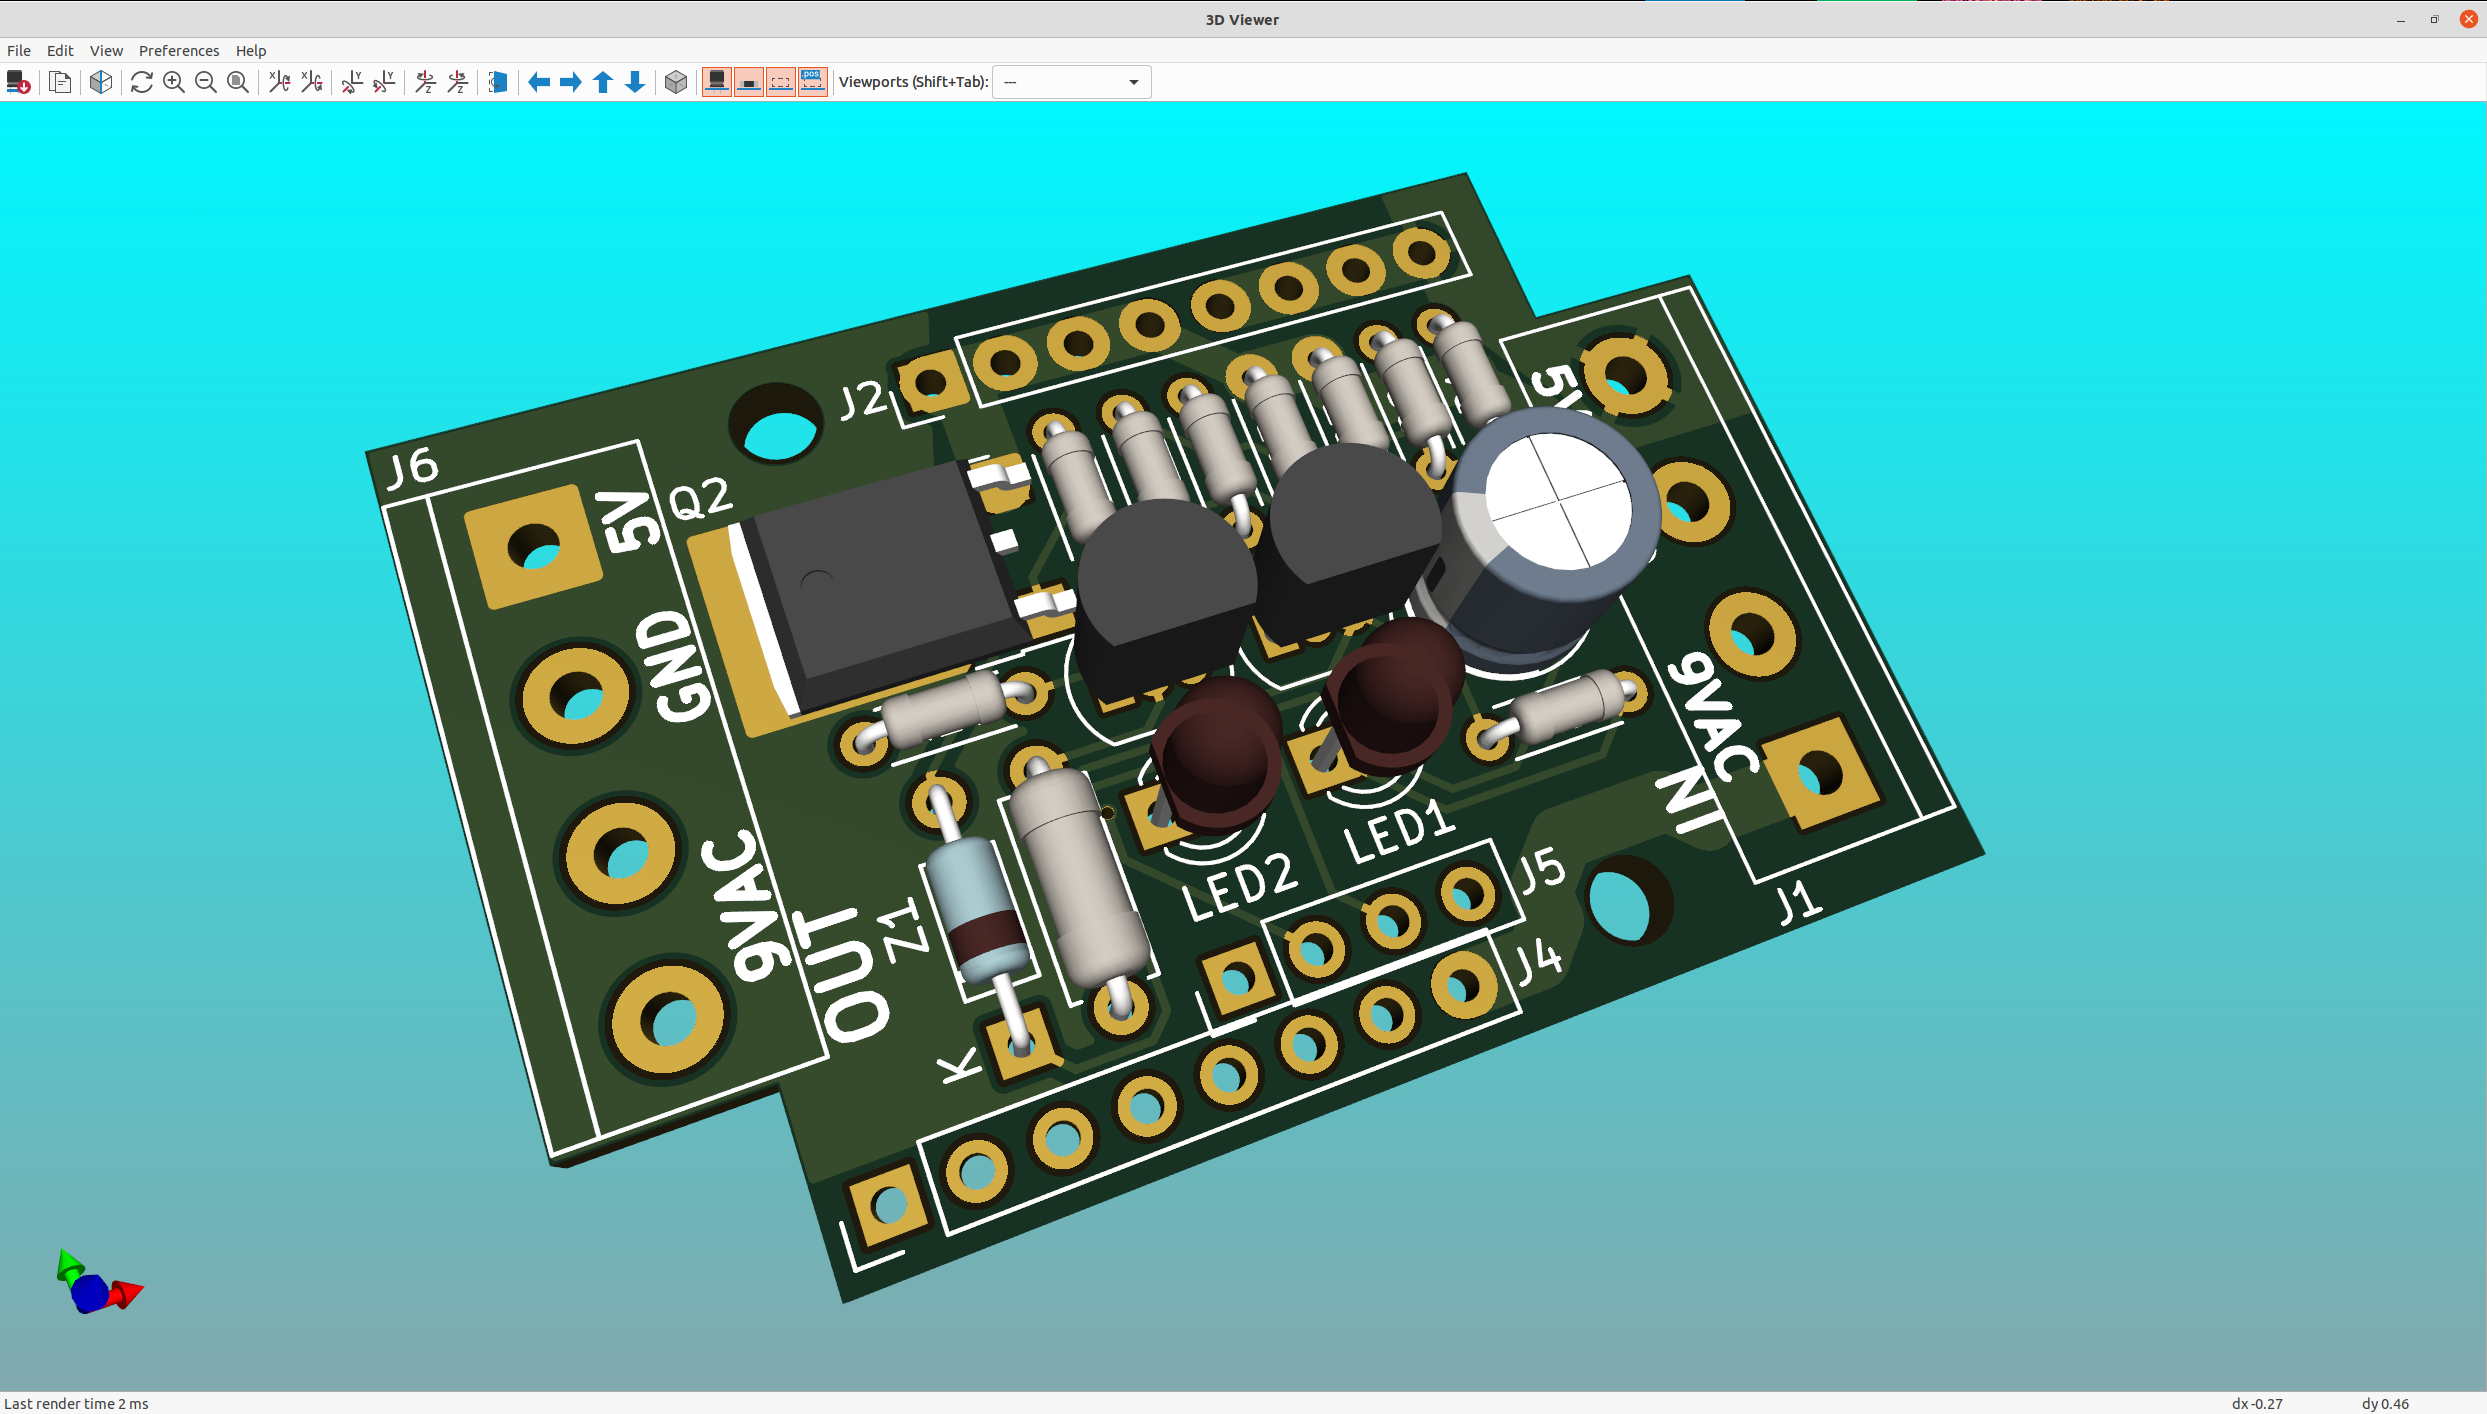 3D Viewer
File Edit View Preferences Help
Viewports (Shift+Tab): ---
J2
J6
Q2
5V
5V
GND
9VAC
IN
9VAC
OUT
Z1
K
LED1
LED2
J5
J4
J1
Last render time 2 ms
dx -0.27
dy 0.46